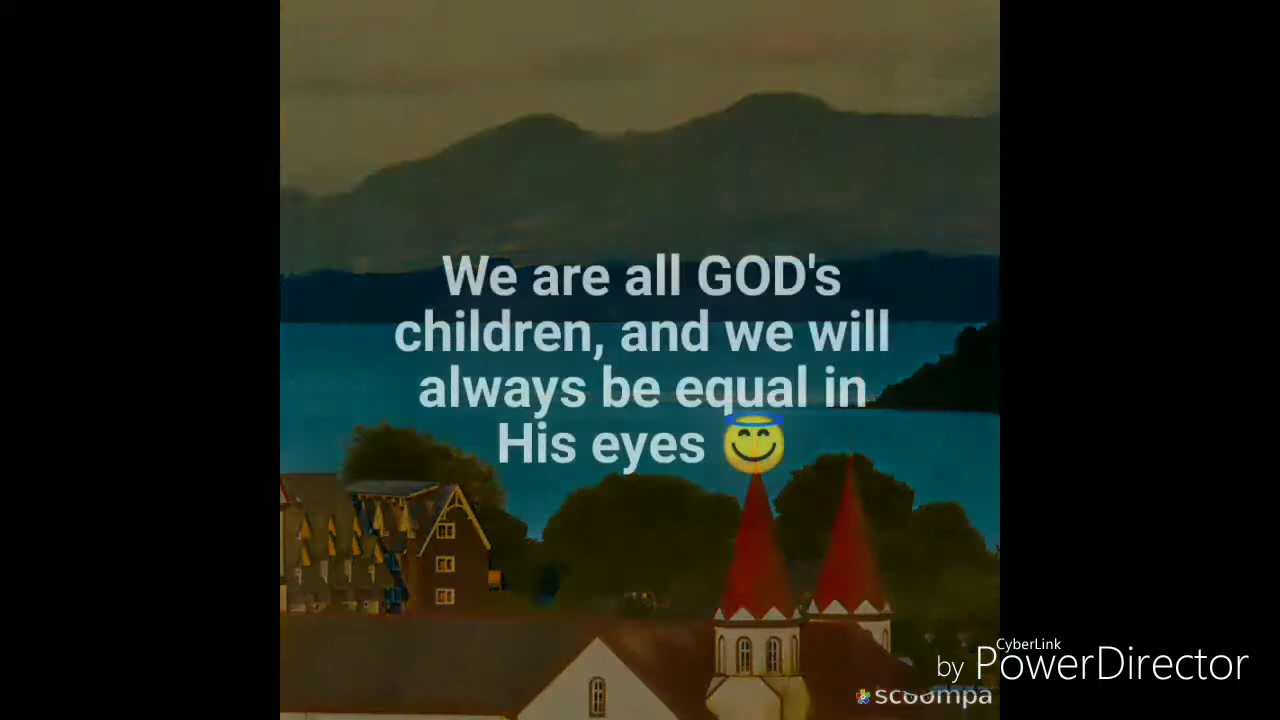 We are all GOD's
children, and we will
always be equal in
His eyes 😇
CyberLink
by PowerDirector
scoompa